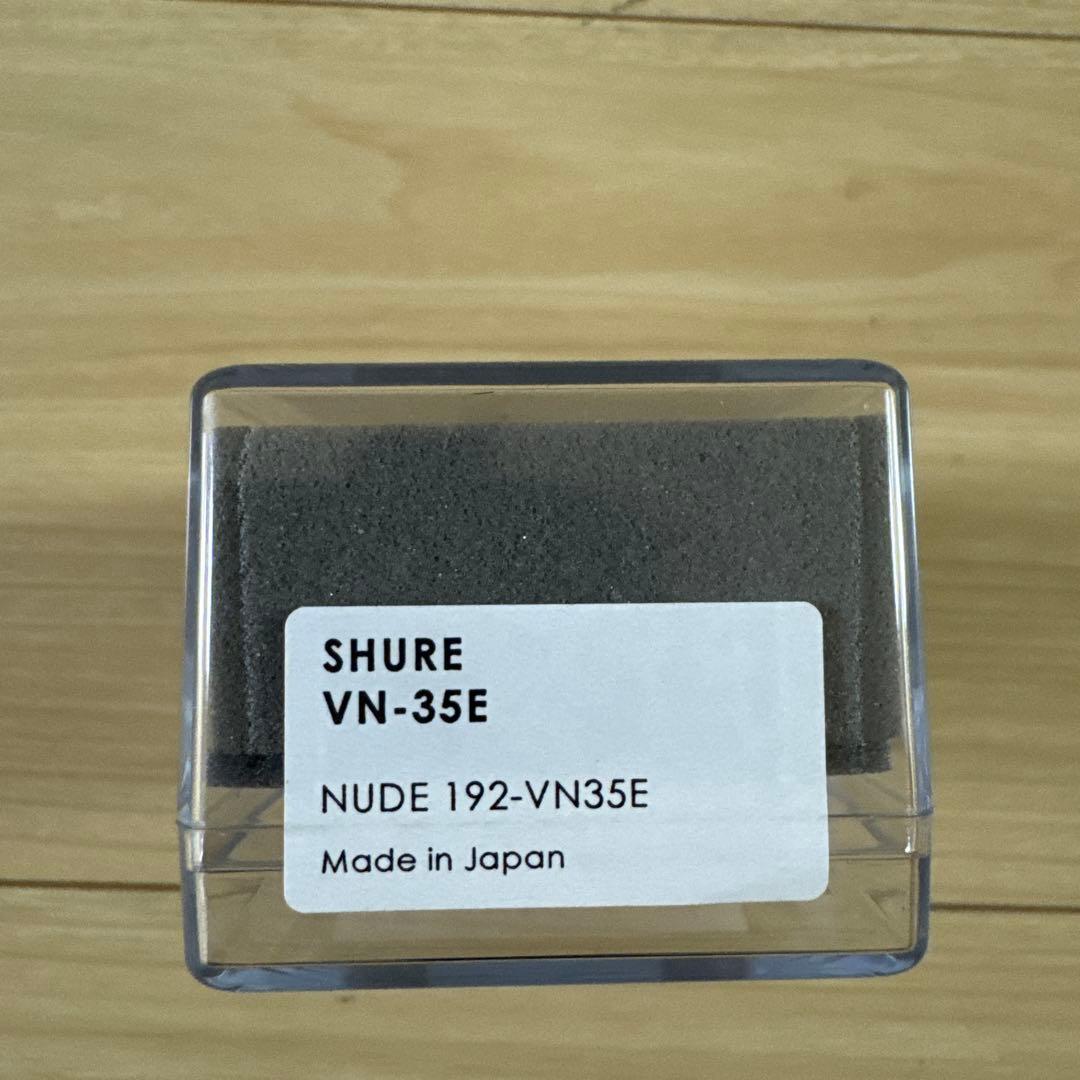 SHURE
VN-35E
NUDE 192-VN35E
Made in Japan